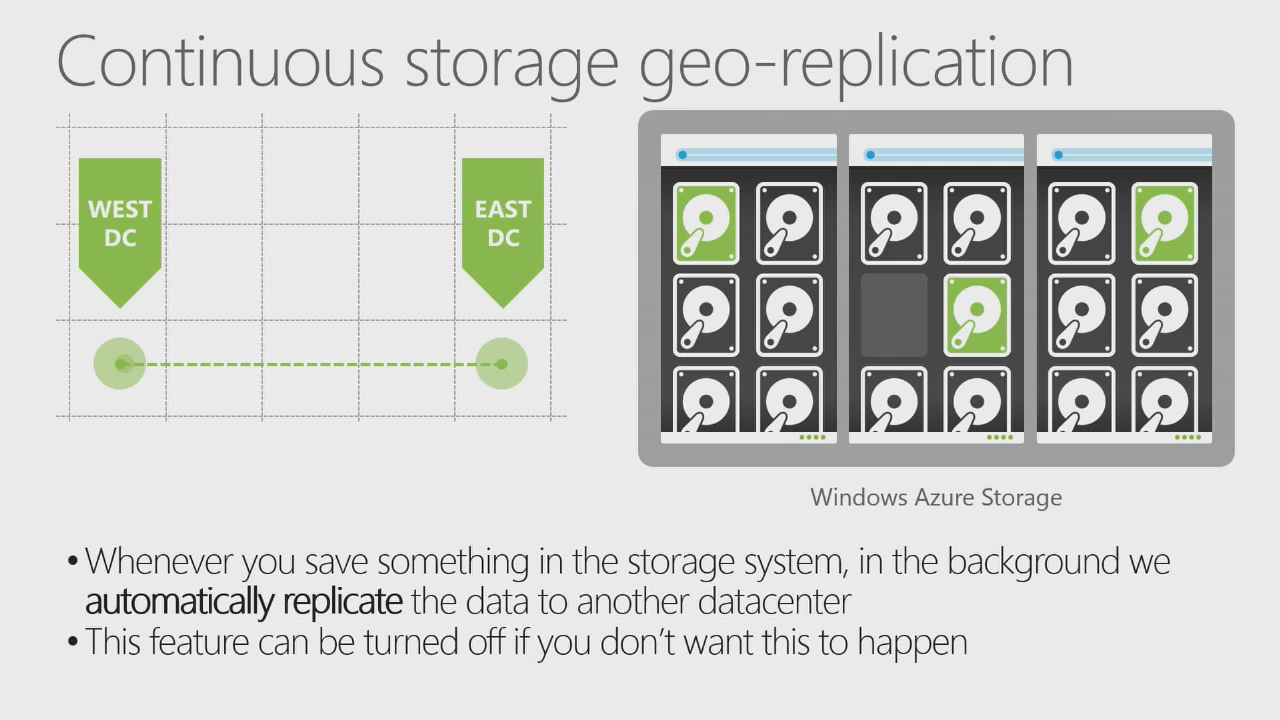 Continuous storage geo-replication
WEST
DC
EAST
DC
Windows Azure Storage
• Whenever you save something in the storage system, in the background we
automatically replicate the data to another datacenter
• This feature can be turned off if you don’t want this to happen